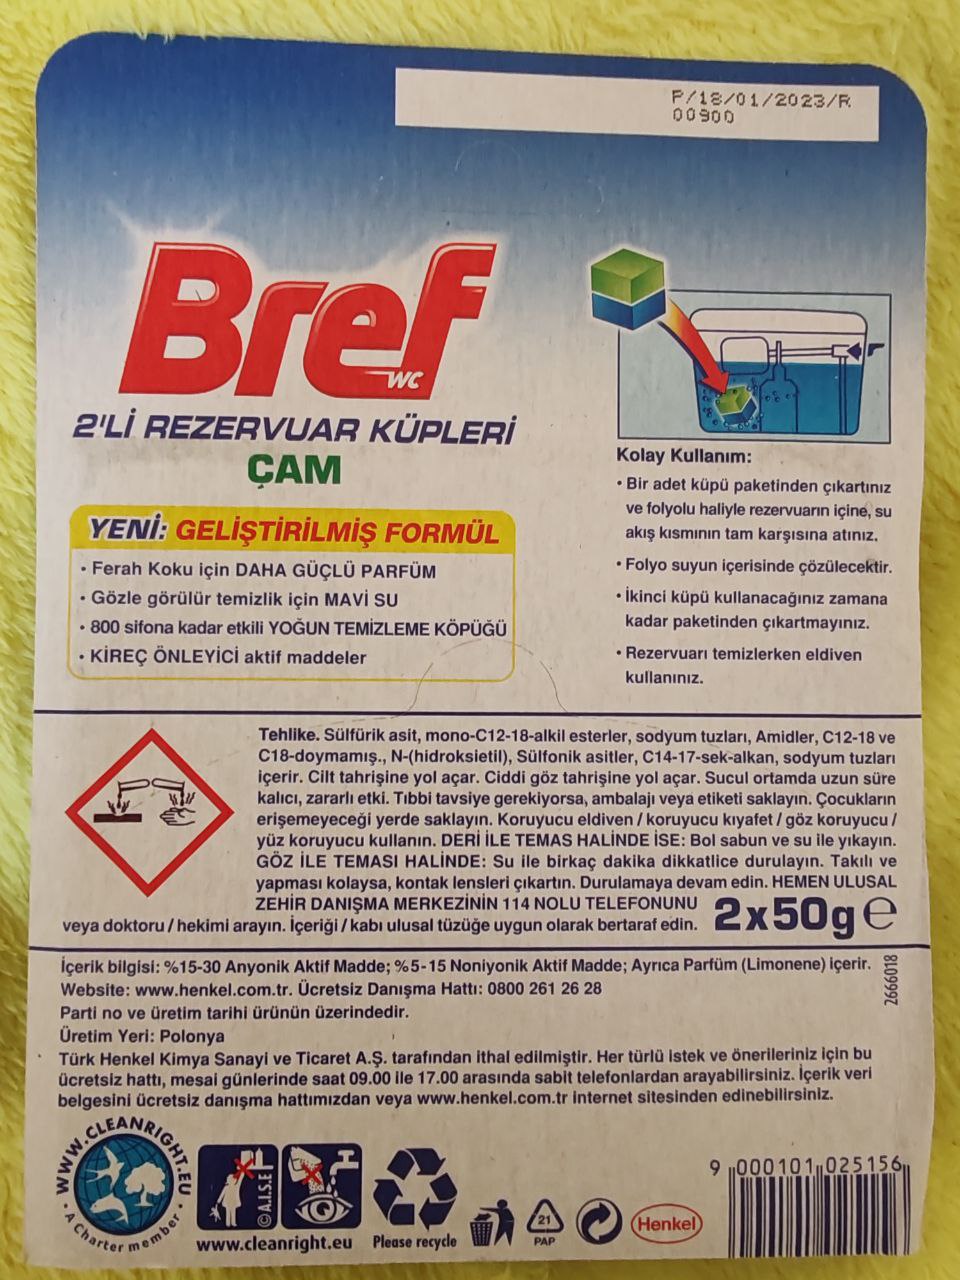 P/18/01/2023/R
00900
Bref
WC
2'Lİ REZERVUAR KÜPLERİ
ÇAM
YENİ: GELİŞTİRİLMİŞ FORMÜL
• Ferah Koku için DAHA GÜÇLÜ PARFÜM
• Gözle görülür temizlik için MAVİ SU
• 800 sifona kadar etkili YOĞUN TEMİZLEME KÖPÜĞÜ
• KİREÇ ÖNLEYİCİ aktif maddeler
Kolay Kullanım:
• Bir adet küpü paketinden çıkartınız
ve folyolu haliyle rezervuarın içine, su
akış kısmının tam karşısına atınız.
• Folyo suyun içerisinde çözülecektir.
• İkinci küpü kullanacağınız zamana
kadar paketinden çıkartmayınız.
• Rezervuarı temizlerken eldiven
kullanınız.
Tehlike. Sülfürik asit, mono-C12-18-alkil esterler, sodyum tuzları, Amidler, C12-18 ve
C18-doymamış., N-(hidroksietil), Sülfonik asitler, C14-17-sek-alkan, sodyum tuzları
içerir. Cilt tahrişine yol açar. Ciddi göz tahrişine yol açar. Sucul ortamda uzun süre
kalıcı, zararlı etki. Tıbbi tavsiye gerekiyorsa, ambalajı veya etiketi saklayın. Çocukların
erişemeyeceği yerde saklayın. Koruyucu eldiven / koruyucu kıyafet / göz koruyucu /
yüz koruyucu kullanın. DERİ İLE TEMAS HALİNDE İSE: Bol sabun ve su ile yıkayın.
GÖZ İLE TEMASI HALİNDE: Su ile birkaç dakika dikkatlice durulayın. Takılı ve
yapması kolaysa, kontak lensleri çıkartın. Durulamaya devam edin. HEMEN ULUSAL
ZEHİR DANIŞMA MERKEZİNİN 114 NOLU TELEFONUNU
veya doktoru / hekimi arayın. İçeriği / kabı ulusal tüzüğe uygun olarak bertaraf edin.
2x50g e
İçerik bilgisi: %15-30 Anyonik Aktif Madde; %5-15 Noniyonik Aktif Madde; Ayrıca Parfüm (Limonene) içerir.
Website: www.henkel.com.tr. Ücretsiz Danışma Hattı: 0800 261 26 28
Parti no ve üretim tarihi ürünün üzerindedir.
Üretim Yeri: Polonya
Türk Henkel Kimya Sanayi ve Ticaret A.Ş. tarafından ithal edilmiştir. Her türlü istek ve önerileriniz için bu
ücretsiz hattı, mesai günlerinde saat 09.00 ile 17.00 arasında sabit telefonlardan arayabilirsiniz. İçerik veri
belgesini ücretsiz danışma hattımızdan veya www.henkel.com.tr internet sitesinden edinebilirsiniz.
2666018
WWW.CLEANRIGHT.EU
• A Charter member •
© A.I.S.E
www.cleanright.eu
Please recycle
21
PAP
Henkel
9 000101 025156